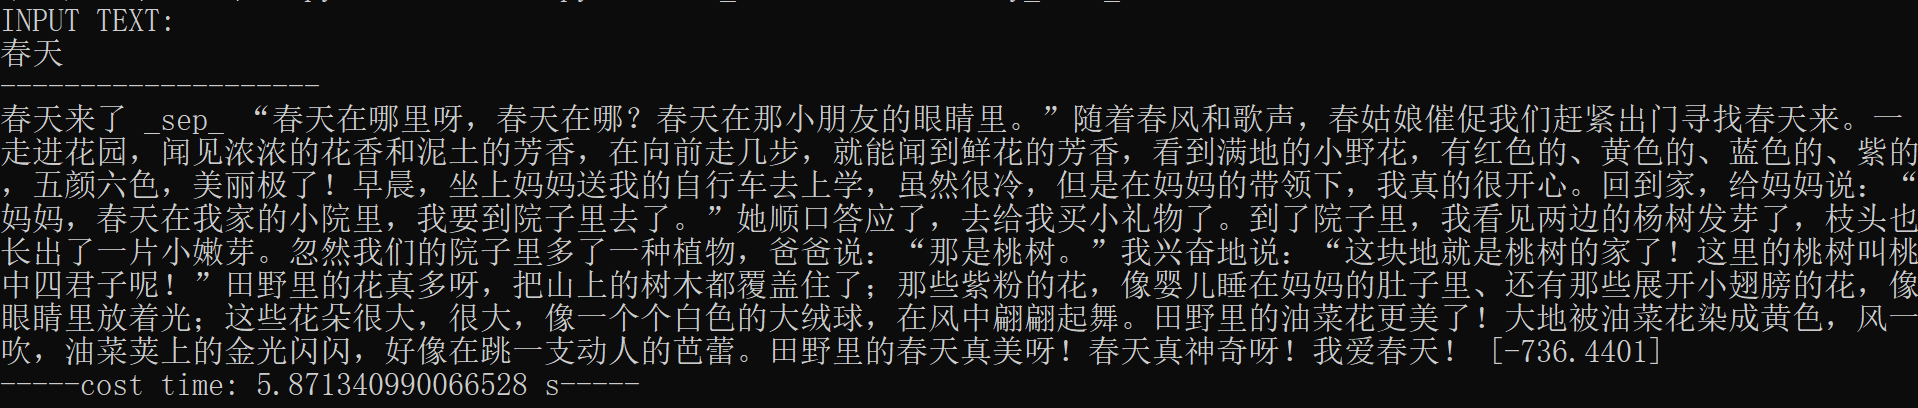 INPUT TEXT:
春天
--------------------
春天来了 _sep_ “春天在哪里呀，春天在哪？春天在那小朋友的眼睛里。”随着春风和歌声，春姑娘催促我们赶紧出门寻找春天来。一
走进花园，闻见浓浓的花香和泥土的芳香，在向前走几步，就能闻到鲜花的芳香，看到满地的小野花，有红色的、黄色的、蓝色的、紫的
，五颜六色，美丽极了！早晨，坐上妈妈送我的自行车去上学，虽然很冷，但是在妈妈的带领下，我真的很开心。回到家，给妈妈说：“
妈妈，春天在我家的小院里，我要到院子里去了。”她顺口答应了，去给我买小礼物了。到了院子里，我看见两边的杨树发芽了，枝头也
长出了一片小嫩芽。忽然我们的院子里多了一种植物，爸爸说：“那是桃树。”我兴奋地说：“这块地就是桃树的家了！这里的桃树叫桃
中四君子呢！”田野里的花真多呀，把山上的树木都覆盖住了；那些紫粉的花，像婴儿睡在妈妈的肚子里、还有那些展开小翅膀的花，像
眼睛里放着光；这些花朵很大，很大，像一个个白色的大绒球，在风中翩翩起舞。田野里的油菜花更美了！大地被油菜花染成黄色，风一
吹，油菜荚上的金光闪闪，好像在跳一支动人的芭蕾。田野里的春天真美呀！春天真神奇呀！我爱春天！ [-736.4401]
-----cost time: 5.871340990066528 s-----